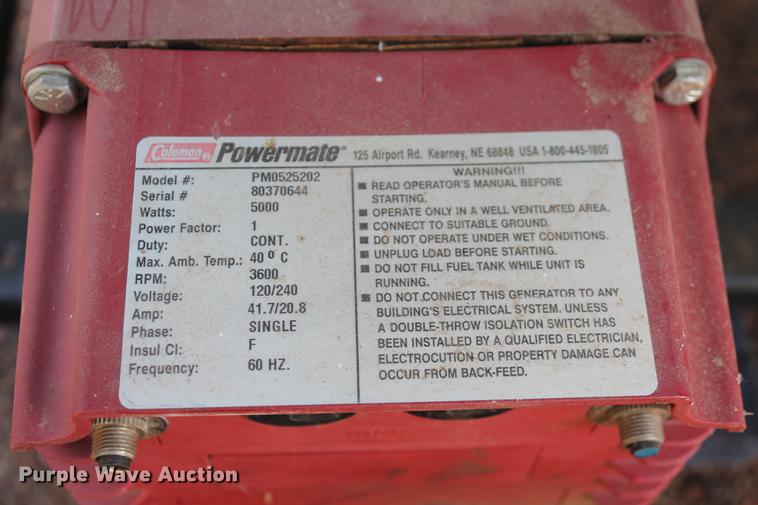 Coleman® Powermate® 125 Airport Rd. Kearney, NE 68848 USA 1-800-445-1805
Model #: PM0525202
Serial # 80370644
Watts: 5000
Power Factor: 1
Duty: CONT.
Max. Amb. Temp.: 40 º C
RPM: 3600
Voltage: 120/240
Amp: 41.7/20.8
Phase: SINGLE
Insul Cl: F
Frequency: 60 HZ.
WARNING!!!
■ READ OPERATOR'S MANUAL BEFORE
STARTING.
■ OPERATE ONLY IN A WELL VENTILATED AREA.
■ CONNECT TO SUITABLE GROUND.
■ DO NOT OPERATE UNDER WET CONDITIONS.
■ UNPLUG LOAD BEFORE STARTING.
■ DO NOT FILL FUEL TANK WHILE UNIT IS
RUNNING.
■ DO NOT CONNECT THIS GENERATOR TO ANY
BUILDING'S ELECTRICAL SYSTEM. UNLESS
A DOUBLE-THROW ISOLATION SWITCH HAS
BEEN INSTALLED BY A QUALIFIED ELECTRICIAN,
ELECTROCUTION OR PROPERTY DAMAGE CAN
OCCUR FROM BACK-FEED.
Purple Wave Auction